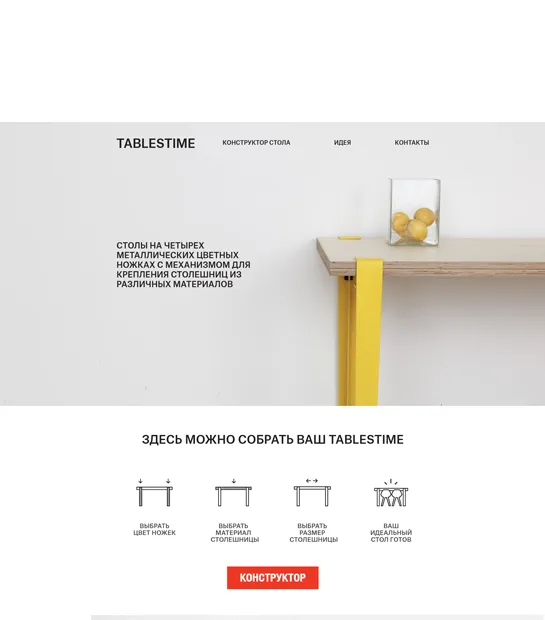 TABLESTIME КОНСТРУКТОР СТОЛА ИДЕЯ КОНТАКТЫ
СТОЛЫ НА ЧЕТЫРЕХ
МЕТАЛЛИЧЕСКИХ ЦВЕТНЫХ
НОЖКАХ С МЕХАНИЗМОМ ДЛЯ
КРЕПЛЕНИЯ СТОЛЕШНИЦ ИЗ
РАЗЛИЧНЫХ МАТЕРИАЛОВ
ЗДЕСЬ МОЖНО СОБРАТЬ ВАШ TABLESTIME
ВЫБРАТЬ
ЦВЕТ НОЖЕК
ВЫБРАТЬ
МАТЕРИАЛ
СТОЛЕШНИЦЫ
ВЫБРАТЬ
РАЗМЕР
СТОЛЕШНИЦЫ
ВАШ
ИДЕАЛЬНЫЙ
СТОЛ ГОТОВ
КОНСТРУКТОР